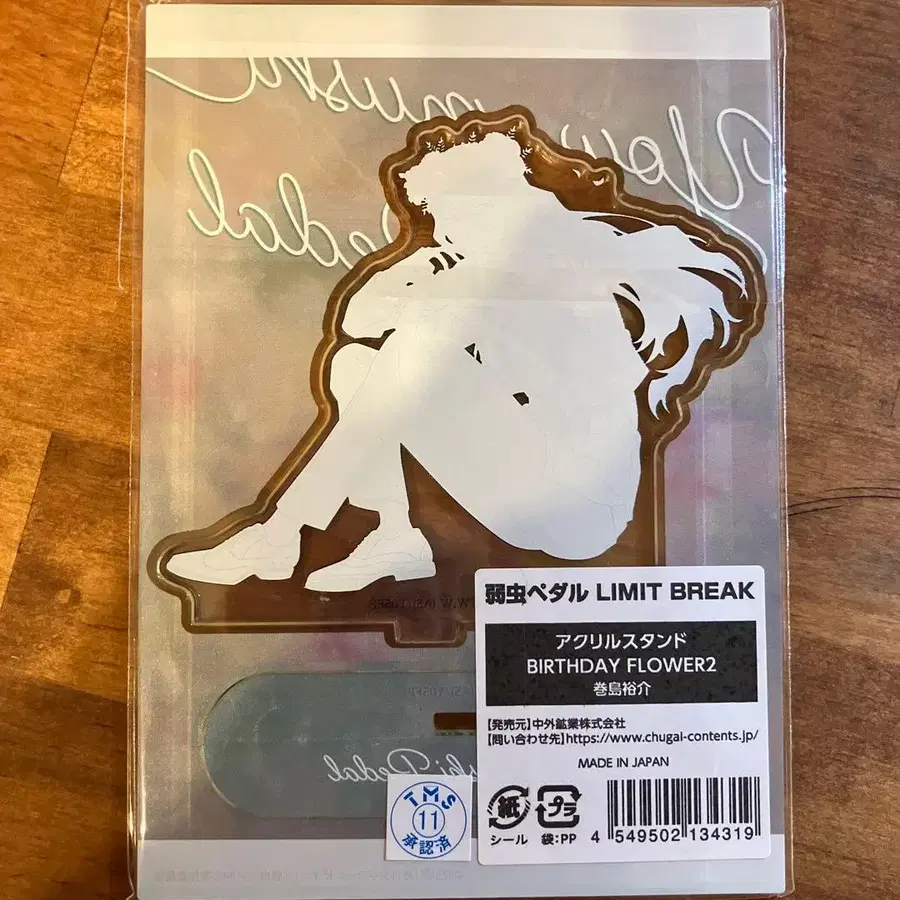 Yowamushi
Pedal
弱虫ペダル LIMIT BREAK
アクリルスタンド
BIRTHDAY FLOWER2
巻島裕介
【発売元】中外鉱業株式会社
【問い合わせ先】https://www.chugai-contents.jp/
MADE IN JAPAN
紙
プラ
シール
袋:PP
4 549502 134319
TMS
11
承認済